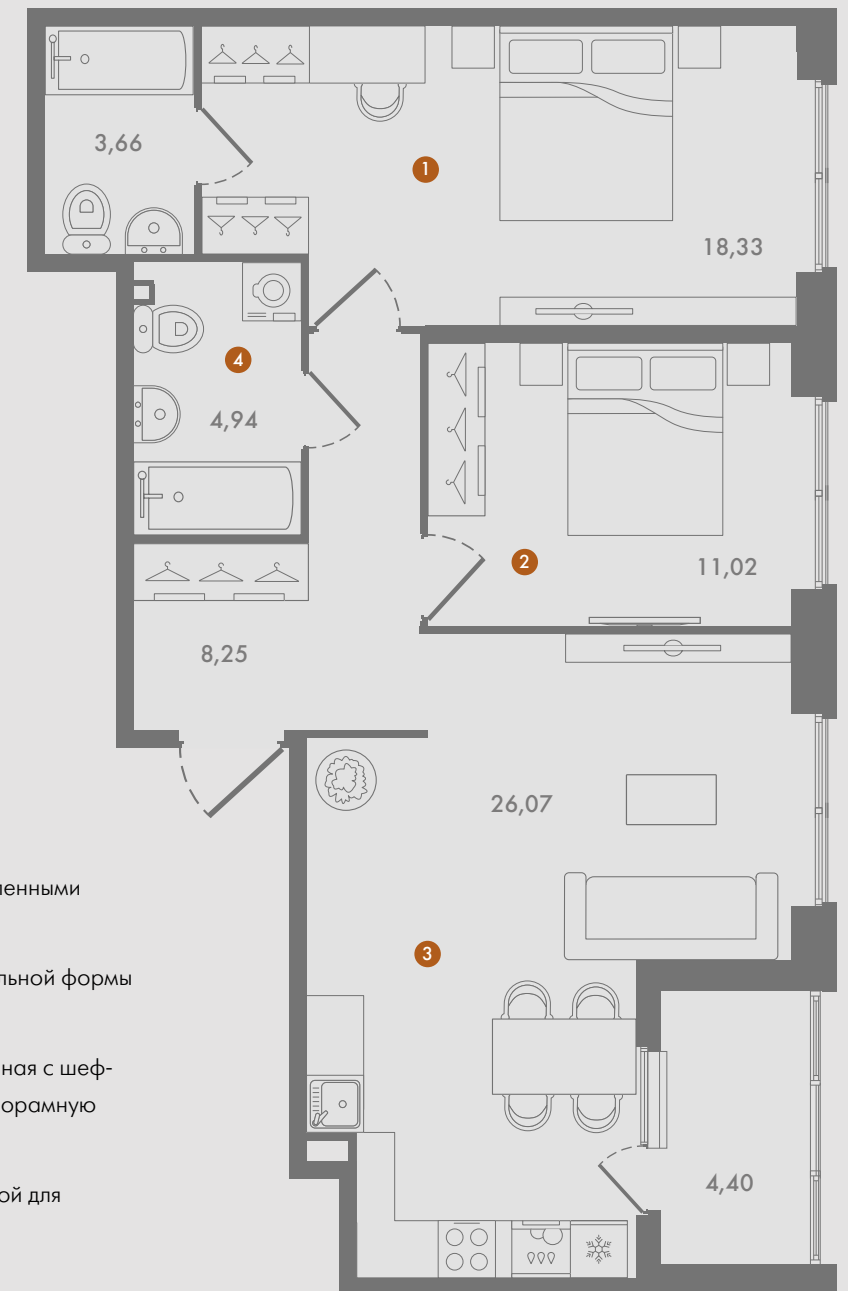 3,66
1
18,33
4
4,94
2
11,02
8,25
26,07
ленными
3
льной формы
ная с шеф-
орамную
4,40
ой для